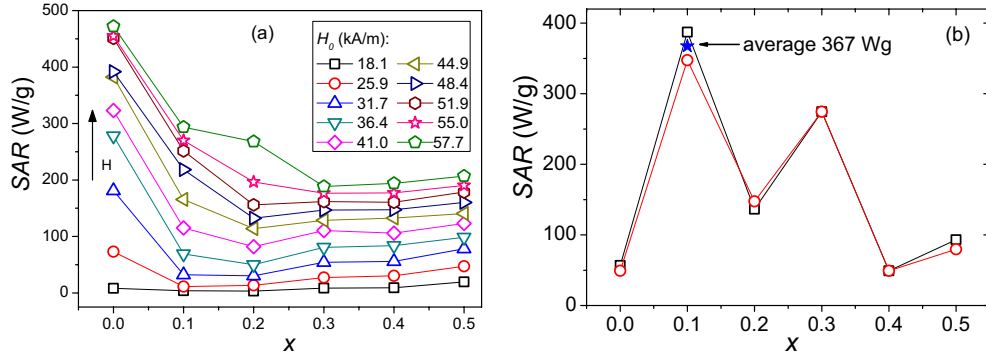 (a)
H₀ (kA/m):
18.1 44.9
25.9 48.4
31.7 51.9
36.4 55.0
41.0 57.7
H
500
400
300
200
100
0
SAR (W/g)
0.0 0.1 0.2 0.3 0.4 0.5
x
(b)
average 367 Wg
400
300
200
100
0
SAR (W/g)
0.0 0.1 0.2 0.3 0.4 0.5
x